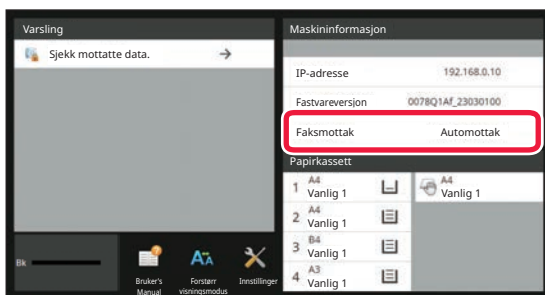 Varsling
Sjekk mottatte data.
Maskininformasjon
IP-adresse 192.168.0.10
Fastvareversjon 0078Q1Af_23030100
Faksmottak Automottak
Papirkassett
1 A4
Vanlig 1
A4
Vanlig 1
2 A4
Vanlig 1
3 B4
Vanlig 1
4 A3
Vanlig 1
Bk
Bruker's
Manual
Forstørr
visningsmodus
Innstillinger